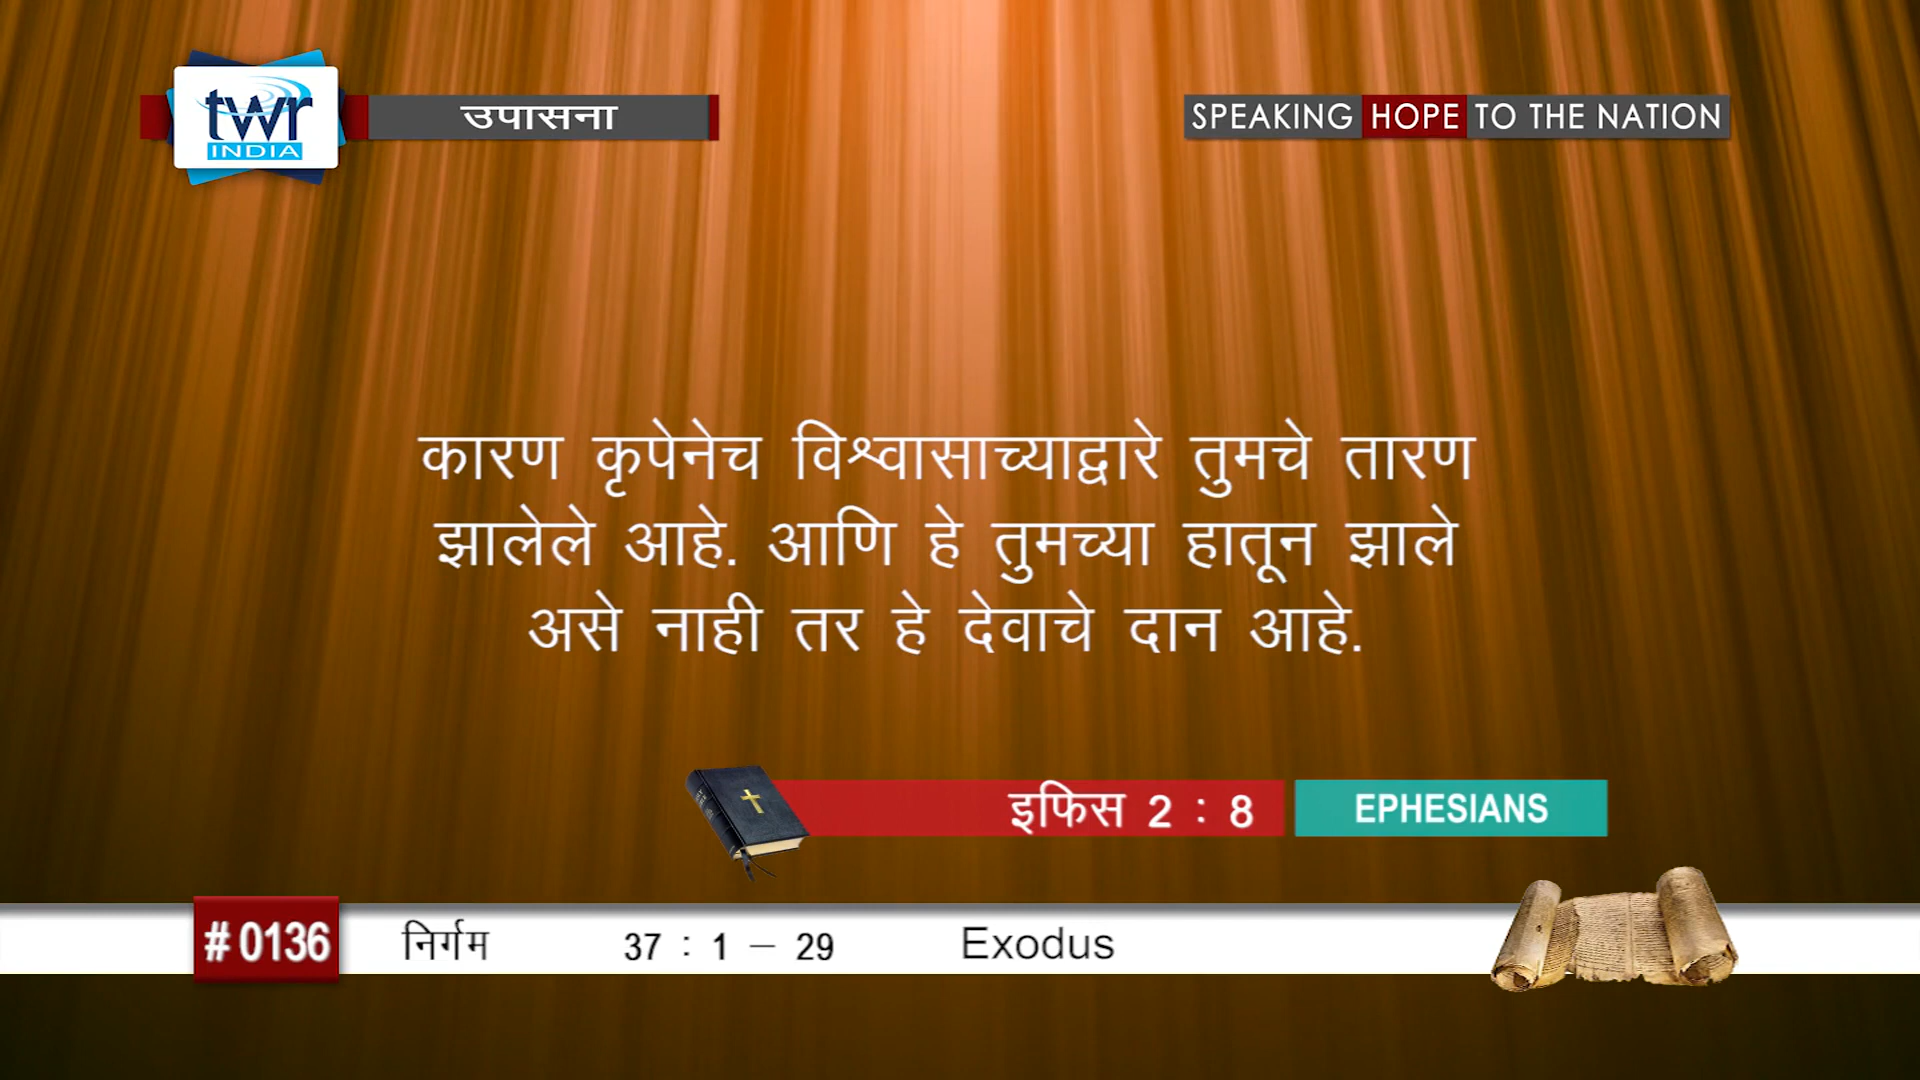 twr
INDIA
उपासना
SPEAKING HOPE TO THE NATION
कारण कृपेनेच विश्वासाच्याद्वारे तुमचे तारण
झालेले आहे. आणि हे तुमच्या हातून झाले
असे नाही तर हे देवाचे दान आहे.
इफिस 2 : 8 EPHESIANS
# 0136 निर्गम 37 : 1 – 29 Exodus